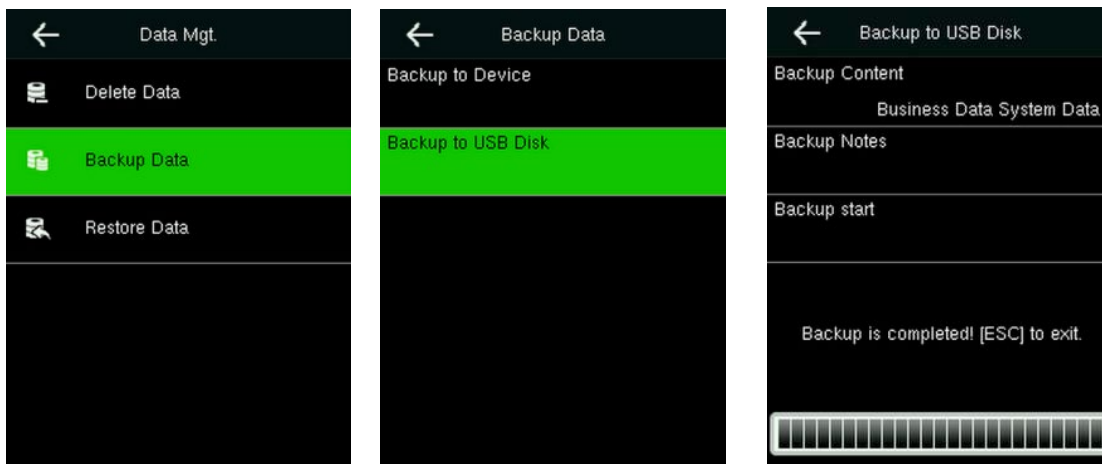 Data Mgt.
Delete Data
Backup Data
Restore Data
Backup Data
Backup to Device
Backup to USB Disk
Backup to USB Disk
Backup Content
Business Data System Data
Backup Notes
Backup start
Backup is completed! [ESC] to exit.